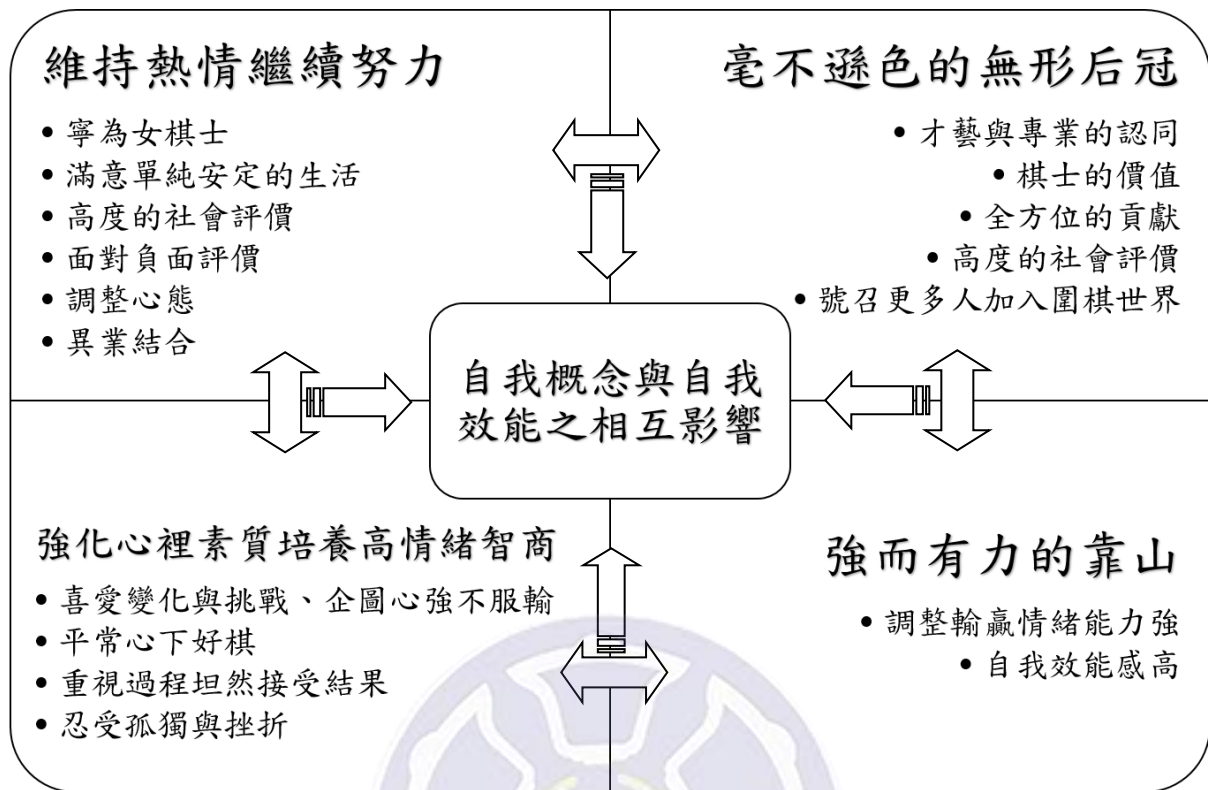 維持熱情繼續努力
• 寧為女棋士
• 滿意單純安定的生活
• 高度的社會評價
• 面對負面評價
• 調整心態
• 異業結合
毫不遜色的無形后冠
• 才藝與專業的認同
• 棋士的價值
• 全方位的貢獻
• 高度的社會評價
• 號召更多人加入圍棋世界
自我概念與自我
效能之相互影響
強化心裡素質培養高情緒智商
• 喜愛變化與挑戰、企圖心強不服輸
• 平常心下好棋
• 重視過程坦然接受結果
• 忍受孤獨與挫折
強而有力的靠山
• 調整輸贏情緒能力強
• 自我效能感高